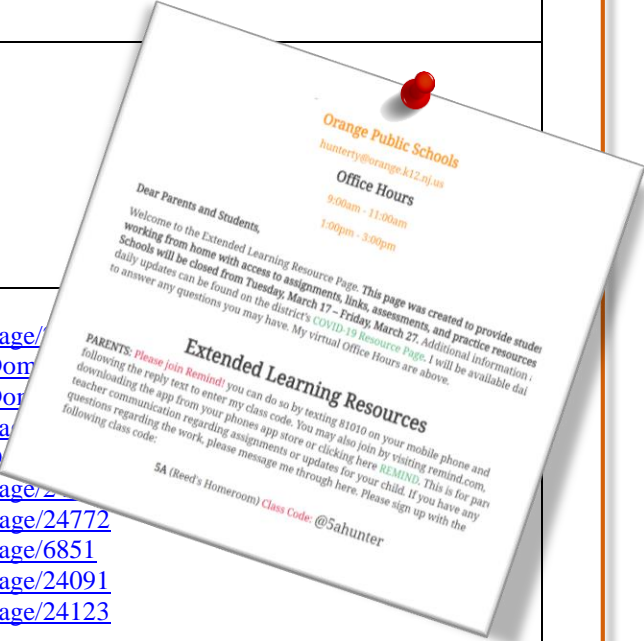 Orange Public Schools
hunterty@orange.k12.nj.us
Office Hours
9:00am - 11:00am
1:00pm - 3:00pm
Dear Parents and Students,
Welcome to the Extended Learning Resource Page. This page was created to provide studen
working from home with access to assignments, links, assessments, and practice resources
Schools will be closed from Tuesday, March 17 – Friday, March 27. Additional information
daily updates can be found on the district's COVID-19 Resource Page. I will be available dai
to answer any questions you may have. My virtual Office Hours are above.
Extended Learning Resources
PARENTS: Please join Remind! you can do so by texting 81010 on your mobile phone and
following the reply text to enter my class code. You may also join by visiting remind.com,
downloading the app from your phones app store or clicking here REMIND. This is for par
teacher communication regarding assignments or updates for your child. If you have any
questions regarding the work, please message me through here. Please sign up with the
following class code:
5A (Reed's Homeroom) Class Code: @5ahunter
age/
Dom
Dom
age/2
age/24772
age/6851
age/24091
age/24123